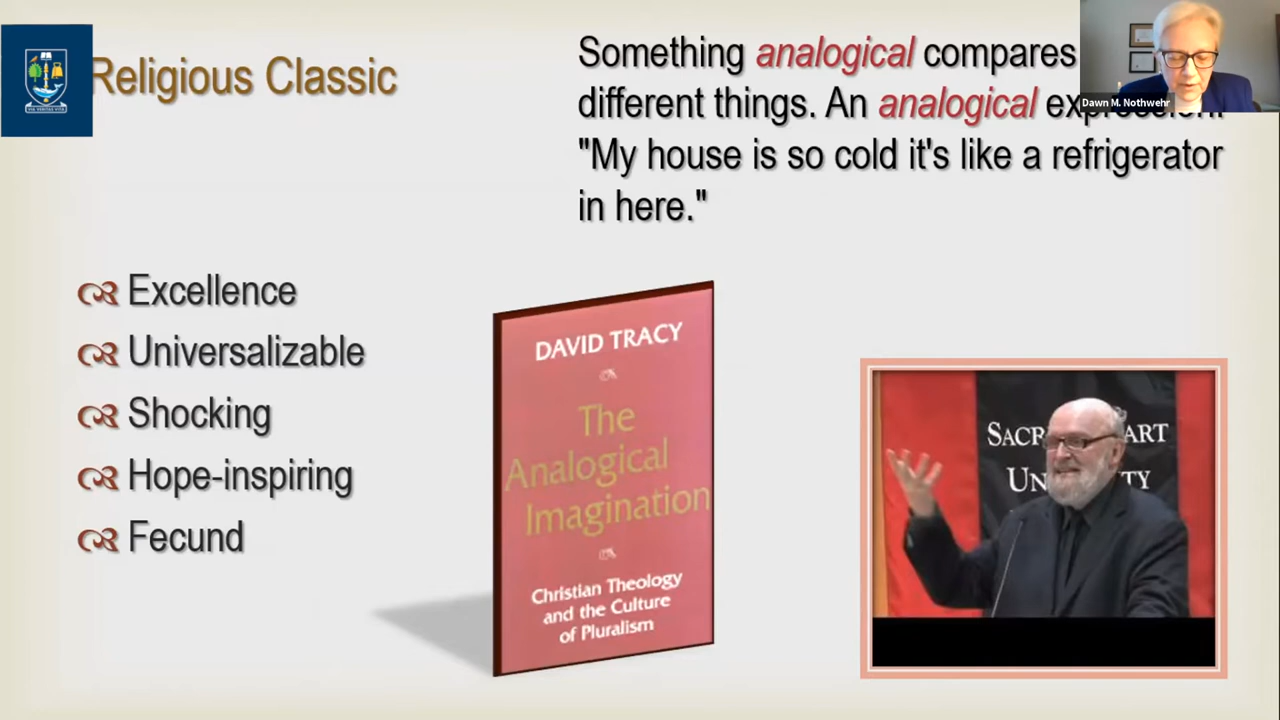 Religious Classic
Something analogical compares
different things. An analogical
"My house is so cold it's like a refrigerator
in here."
Dawn M. Nothwehr
Excellence
Universalizable
Shocking
Hope-inspiring
Fecund
DAVID TRACY
The
Analogical
Imagination
Christian Theology
and the Culture
of Pluralism